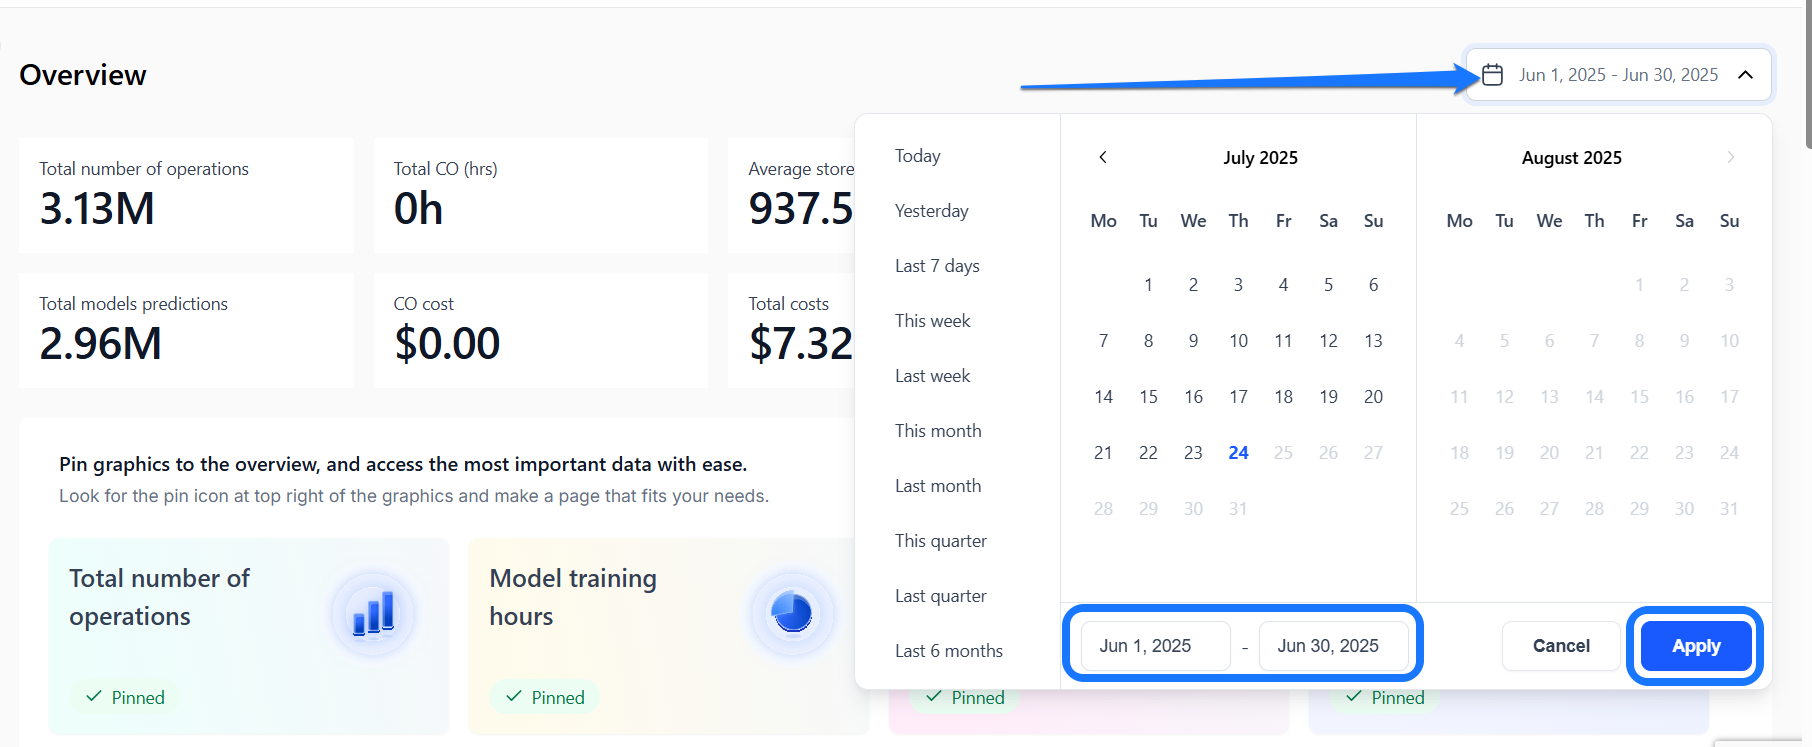 Overview
Jun 1, 2025 - Jun 30, 2025
Total number of operations
3.13M
Total CO (hrs)
0h
Average store
937.5
Total models predictions
2.96M
CO cost
$0.00
Total costs
$7.32
Pin graphics to the overview, and access the most important data with ease.
Look for the pin icon at top right of the graphics and make a page that fits your needs.
Total number of
operations
Pinned
Model training
hours
Pinned
Pinned
Pinned
Today
Yesterday
Last 7 days
This week
Last week
This month
Last month
This quarter
Last quarter
Last 6 months
July 2025
Mo Tu We Th Fr Sa Su
1 2 3 4 5 6
7 8 9 10 11 12 13
14 15 16 17 18 19 20
21 22 23 24 25 26 27
28 29 30 31
August 2025
Mo Tu We Th Fr Sa Su
1 2 3
4 5 6 7 8 9 10
11 12 13 14 15 16 17
18 19 20 21 22 23 24
25 26 27 28 29 30 31
Jun 1, 2025 - Jun 30, 2025
Cancel
Apply